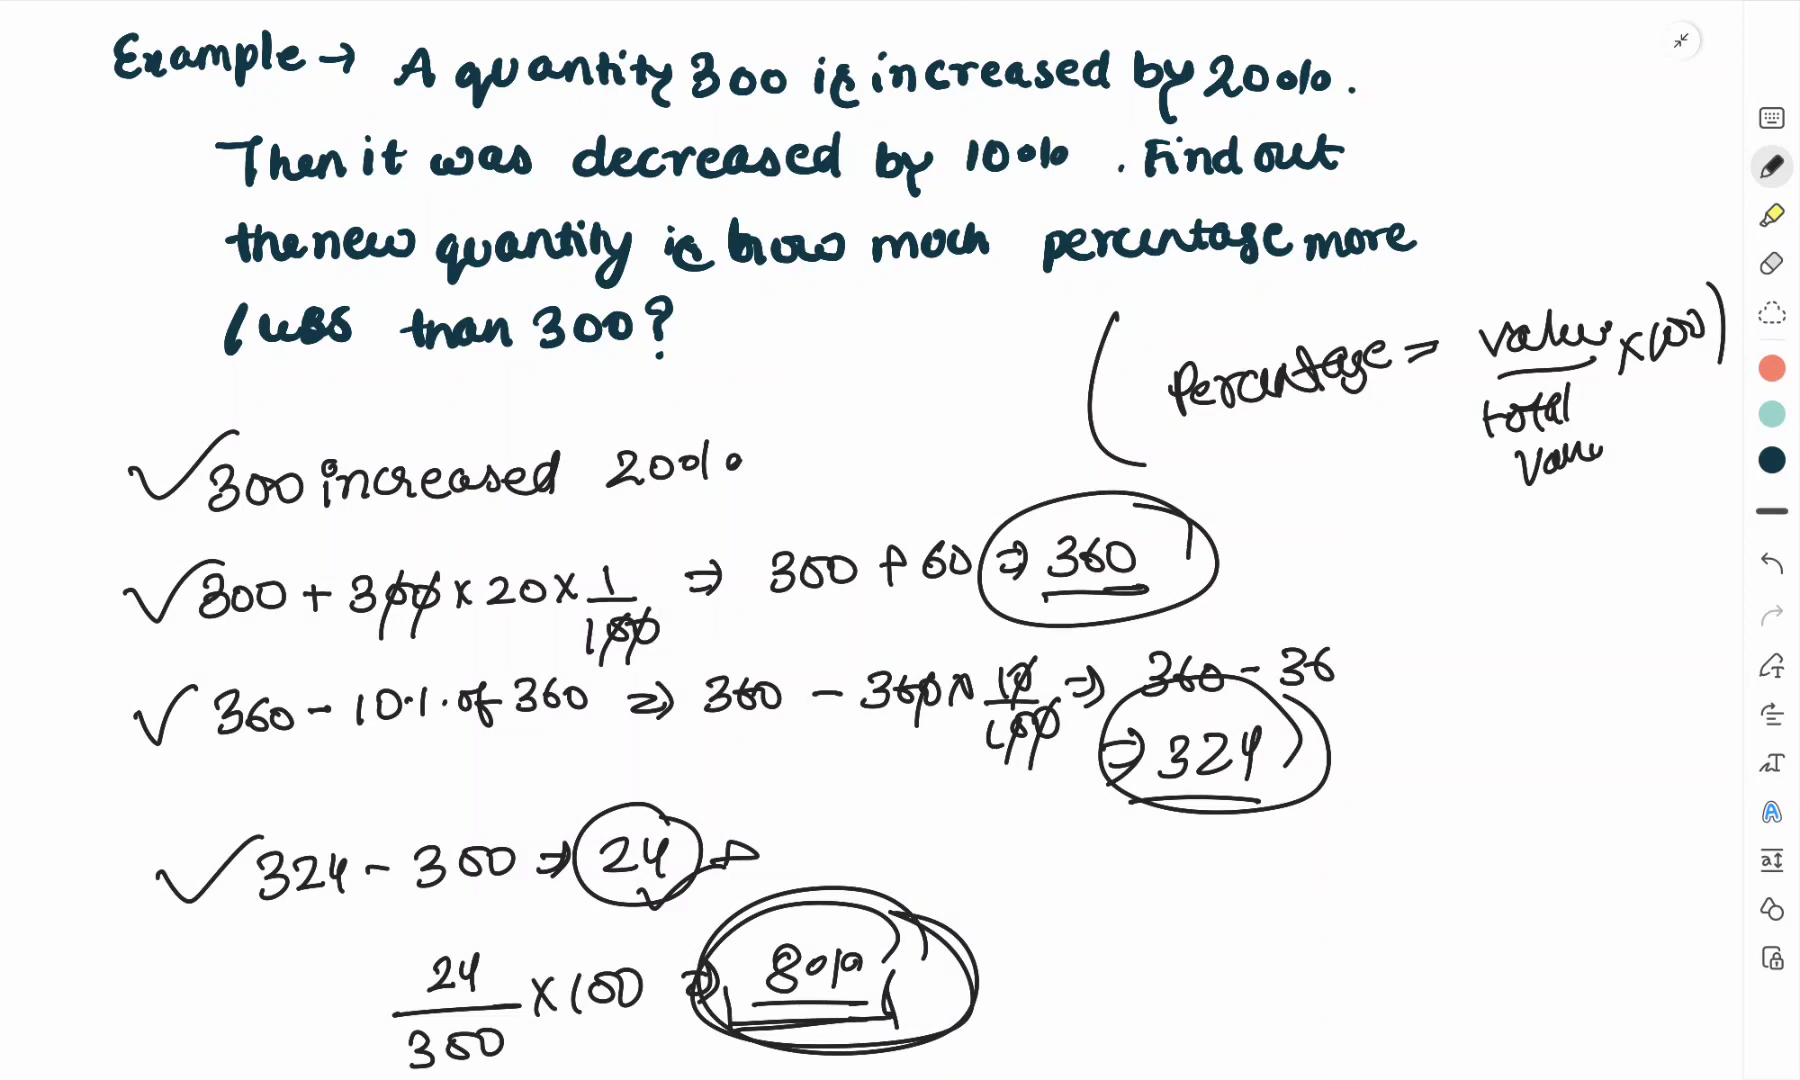 Example → A quantity 300 is increased by 20%.
Then it was decreased by 10% . Find out
the new quantity is how much percentage more
/ less than 300?
(Percentage = value/total value × 100)
✓ 300 increased 20%
✓ 300 + 300 × 20 × 1/100 ⇒ 300 + 60 ⇒ 360
✓ 360 - 10% of 360 ⇒ 360 - 360 × 10/100 ⇒ 360 - 36
⇒ 324
✓ 324 - 300 ⇒ 24
24/300 × 100 ⇒ 8%